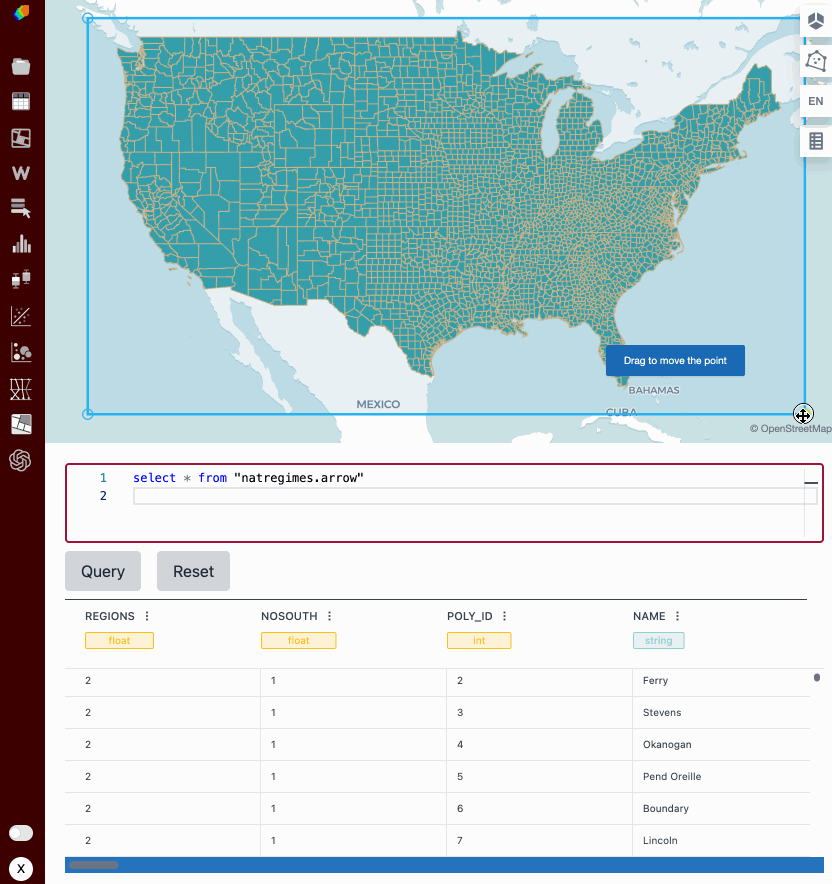 EN
Drag to move the point
BAHAMAS
MEXICO
CUBA
© OpenStreetMap
W
1 select * from "natregimes.arrow"
2
Query Reset
REGIONS NOSOUTH POLY_ID NAME
float float int string
2 1 2 Ferry
2 1 3 Stevens
2 1 4 Okanogan
2 1 5 Pend Oreille
2 1 6 Boundary
2 1 7 Lincoln
X